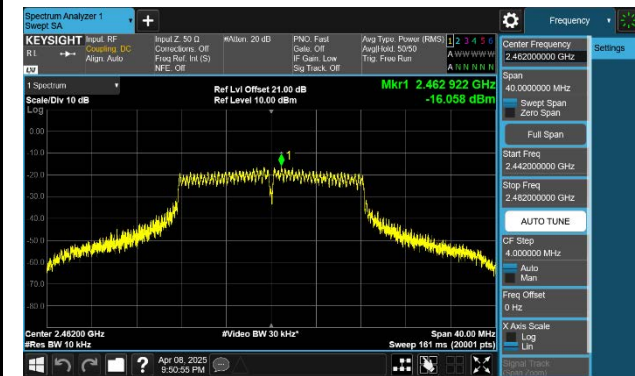 Spectrum Analyzer 1
Swept SA
+
Frequency
KEYSIGHT
RL
Input: RF
Coupling: DC
Align: Auto
Input Z: 50 Ω
Corrections: Off
Freq Ref: Int (S)
NFE: Off
#Atten: 20 dB
PNO: Fast
Gate: Off
IF Gain: Low
Sig Track: Off
Avg Type: Power (RMS)
Avg|Hold: 50/50
Trig: Free Run
1 2 3 4 5 6
A W W W W W
A N N N N N
1 Spectrum
Scale/Div 10 dB
Log
Ref Lvl Offset 21.00 dB
Ref Level 10.00 dBm
Mkr1 2.462 922 GHz
-16.058 dBm
1
0.00
-10.0
-20.0
-30.0
-40.0
-50.0
-60.0
-70.0
-80.0
Center 2.46200 GHz
#Res BW 10 kHz
#Video BW 30 kHz*
Span 40.00 MHz
Sweep 161 ms (20001 pts)
Apr 08, 2025
9:50:55 PM
?
Center Frequency
2.462000000 GHz
Settings
Span
40.0000000 MHz
Swept Span
Zero Span
Full Span
Start Freq
2.442000000 GHz
Stop Freq
2.482000000 GHz
AUTO TUNE
CF Step
4.000000 MHz
Auto
Man
Freq Offset
0 Hz
X Axis Scale
Log
Lin
Signal Track
(Span Zoom)